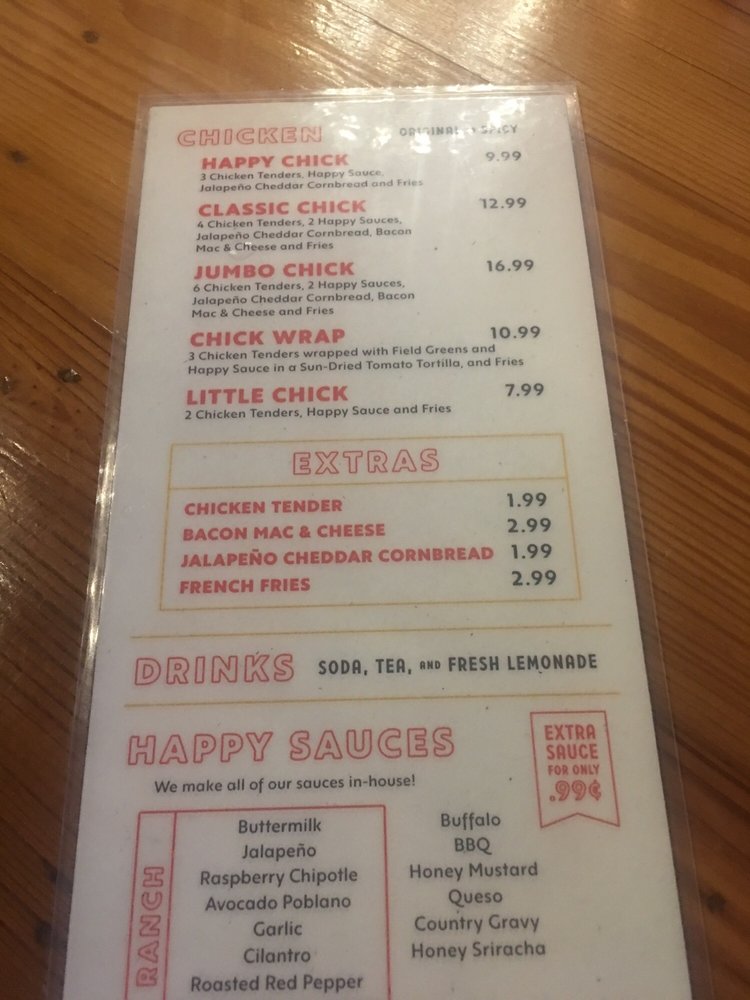 CHICKEN ORIGINAL or SPICY
HAPPY CHICK 9.99
3 Chicken Tenders, Happy Sauce,
Jalapeño Cheddar Cornbread and Fries
CLASSIC CHICK 12.99
4 Chicken Tenders, 2 Happy Sauces,
Jalapeño Cheddar Cornbread, Bacon
Mac & Cheese and Fries
JUMBO CHICK 16.99
6 Chicken Tenders, 2 Happy Sauces,
Jalapeño Cheddar Cornbread, Bacon
Mac & Cheese and Fries
CHICK WRAP 10.99
3 Chicken Tenders wrapped with Field Greens and
Happy Sauce in a Sun-Dried Tomato Tortilla, and Fries
LITTLE CHICK 7.99
2 Chicken Tenders, Happy Sauce and Fries
EXTRAS
CHICKEN TENDER 1.99
BACON MAC & CHEESE 2.99
JALAPEÑO CHEDDAR CORNBREAD 1.99
FRENCH FRIES 2.99
DRINKS SODA, TEA, AND FRESH LEMONADE
HAPPY SAUCES
We make all of our sauces in-house!
EXTRA
SAUCE
FOR ONLY
.99¢
RANCH
Buttermilk
Jalapeño
Raspberry Chipotle
Avocado Poblano
Garlic
Cilantro
Roasted Red Pepper
Buffalo
BBQ
Honey Mustard
Queso
Country Gravy
Honey Sriracha